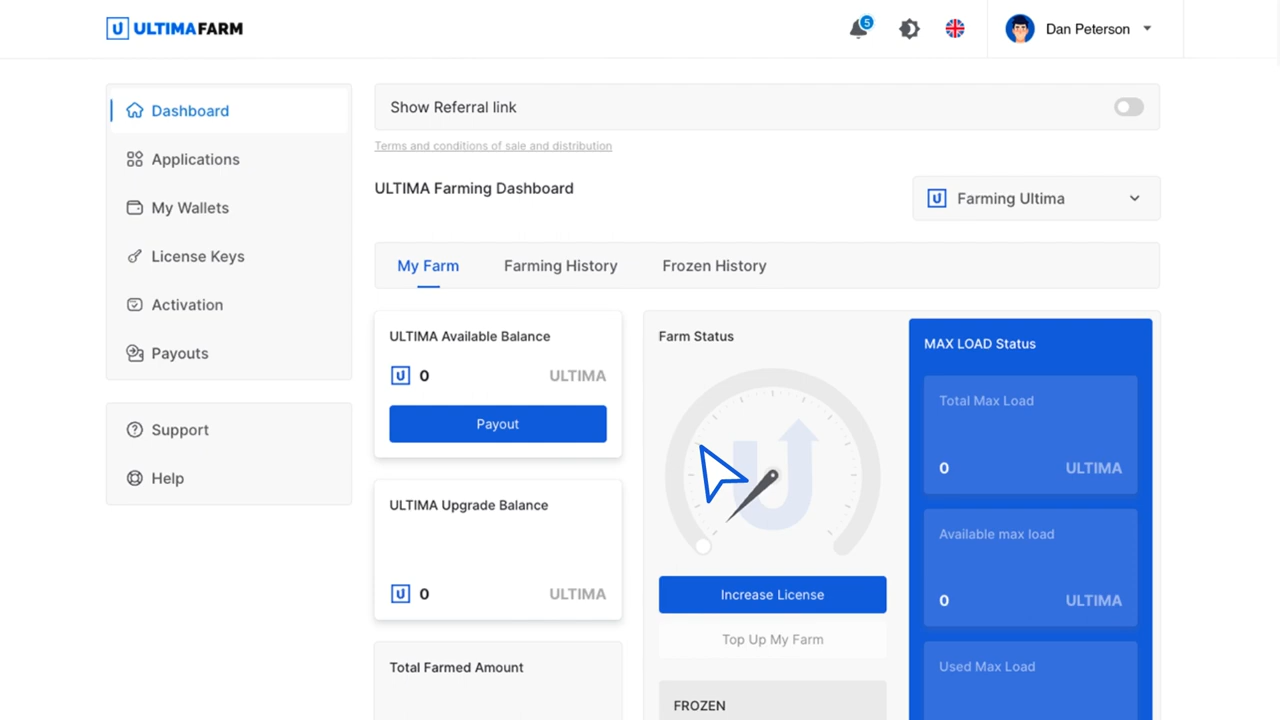 U ULTIMAFARM
5
Dan Peterson
Dashboard
Applications
My Wallets
License Keys
Activation
Payouts
Support
Help
Show Referral link
Terms and conditions of sale and distribution
ULTIMA Farming Dashboard
U Farming Ultima
My Farm
Farming History
Frozen History
ULTIMA Available Balance
U 0 ULTIMA
Payout
ULTIMA Upgrade Balance
U 0 ULTIMA
Total Farmed Amount
Farm Status
U
Increase License
Top Up My Farm
FROZEN
MAX LOAD Status
Total Max Load
0 ULTIMA
Available max load
0 ULTIMA
Used Max Load